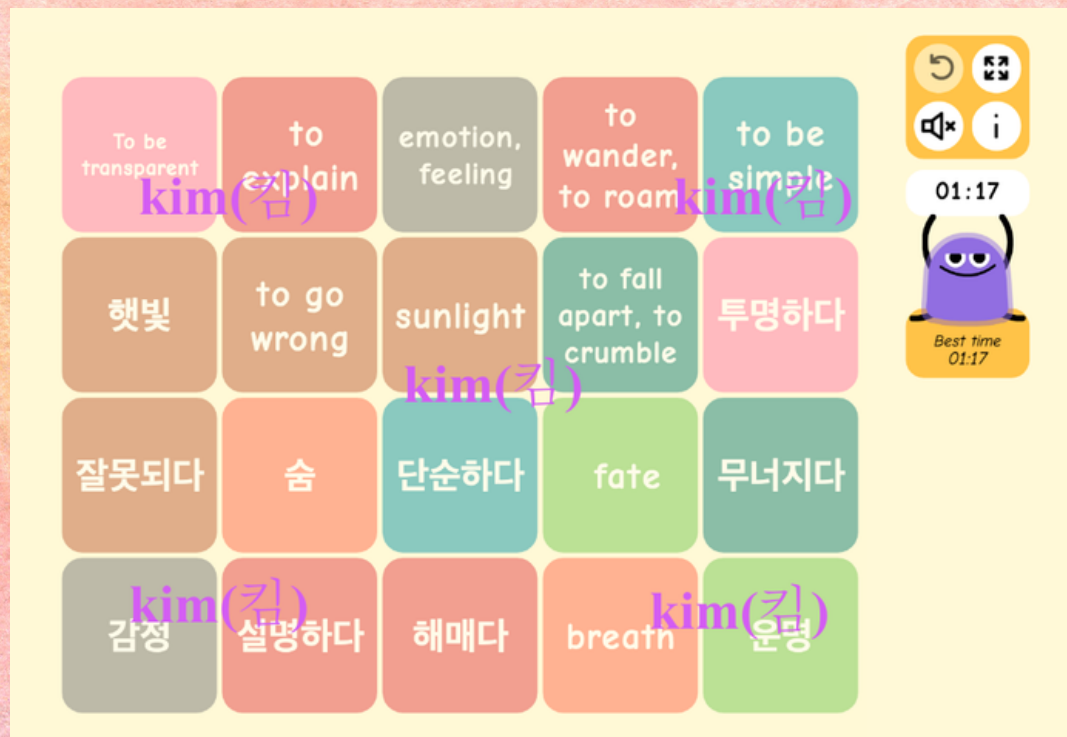 To be
transparent
to
explain
emotion,
feeling
to
wander,
to roam
to be
simple
kim(킴)
kim(킴)
햇빛
to go
wrong
sunlight
to fall
apart, to
crumble
투명하다
kim(킴)
잘못되다
숨
단순하다
fate
무너지다
kim(킴)
kim(킴)
감정
설명하다
해매다
breath
운명
i
01:17
Best time
01:17